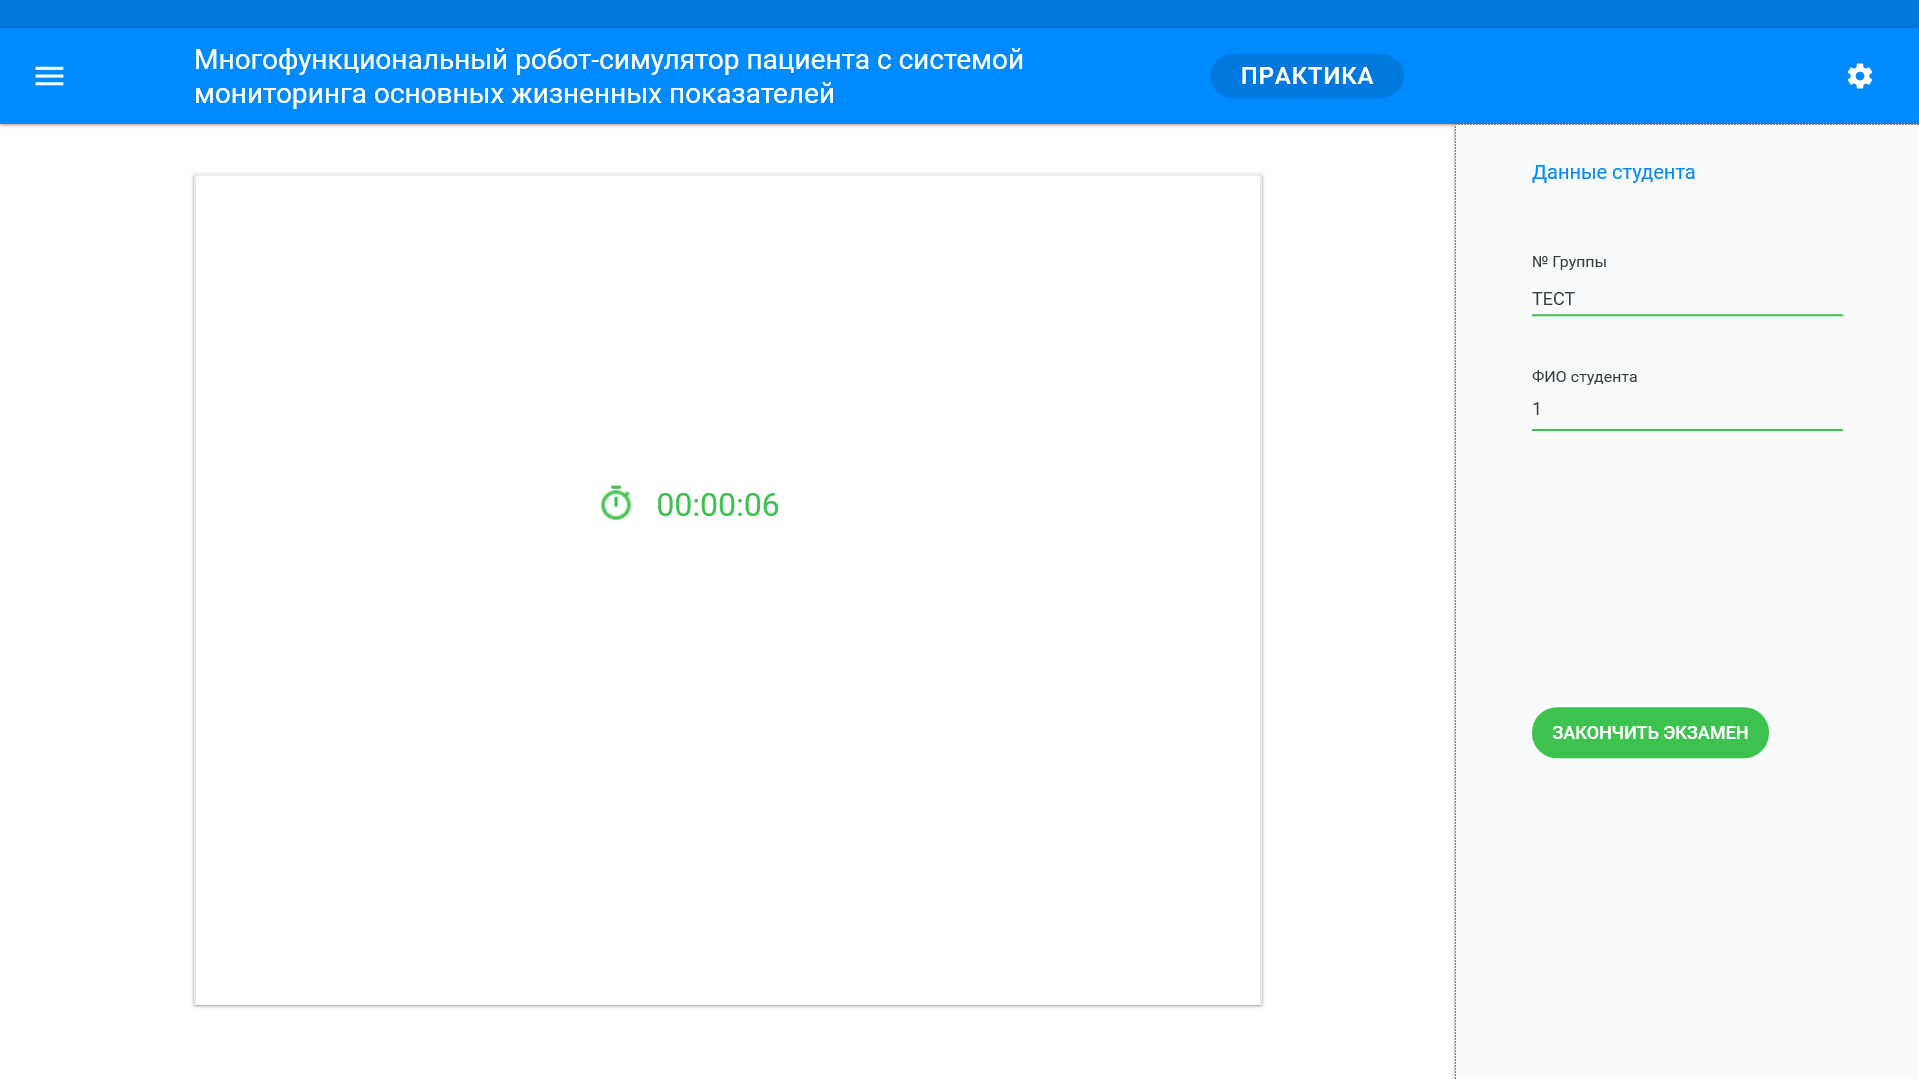 Многофункциональный робот-симулятор пациента с системой
мониторинга основных жизненных показателей
ПРАКТИКА
Данные студента
№ Группы
ТЕСТ
ФИО студента
1
00:00:06
ЗАКОНЧИТЬ ЭКЗАМЕН